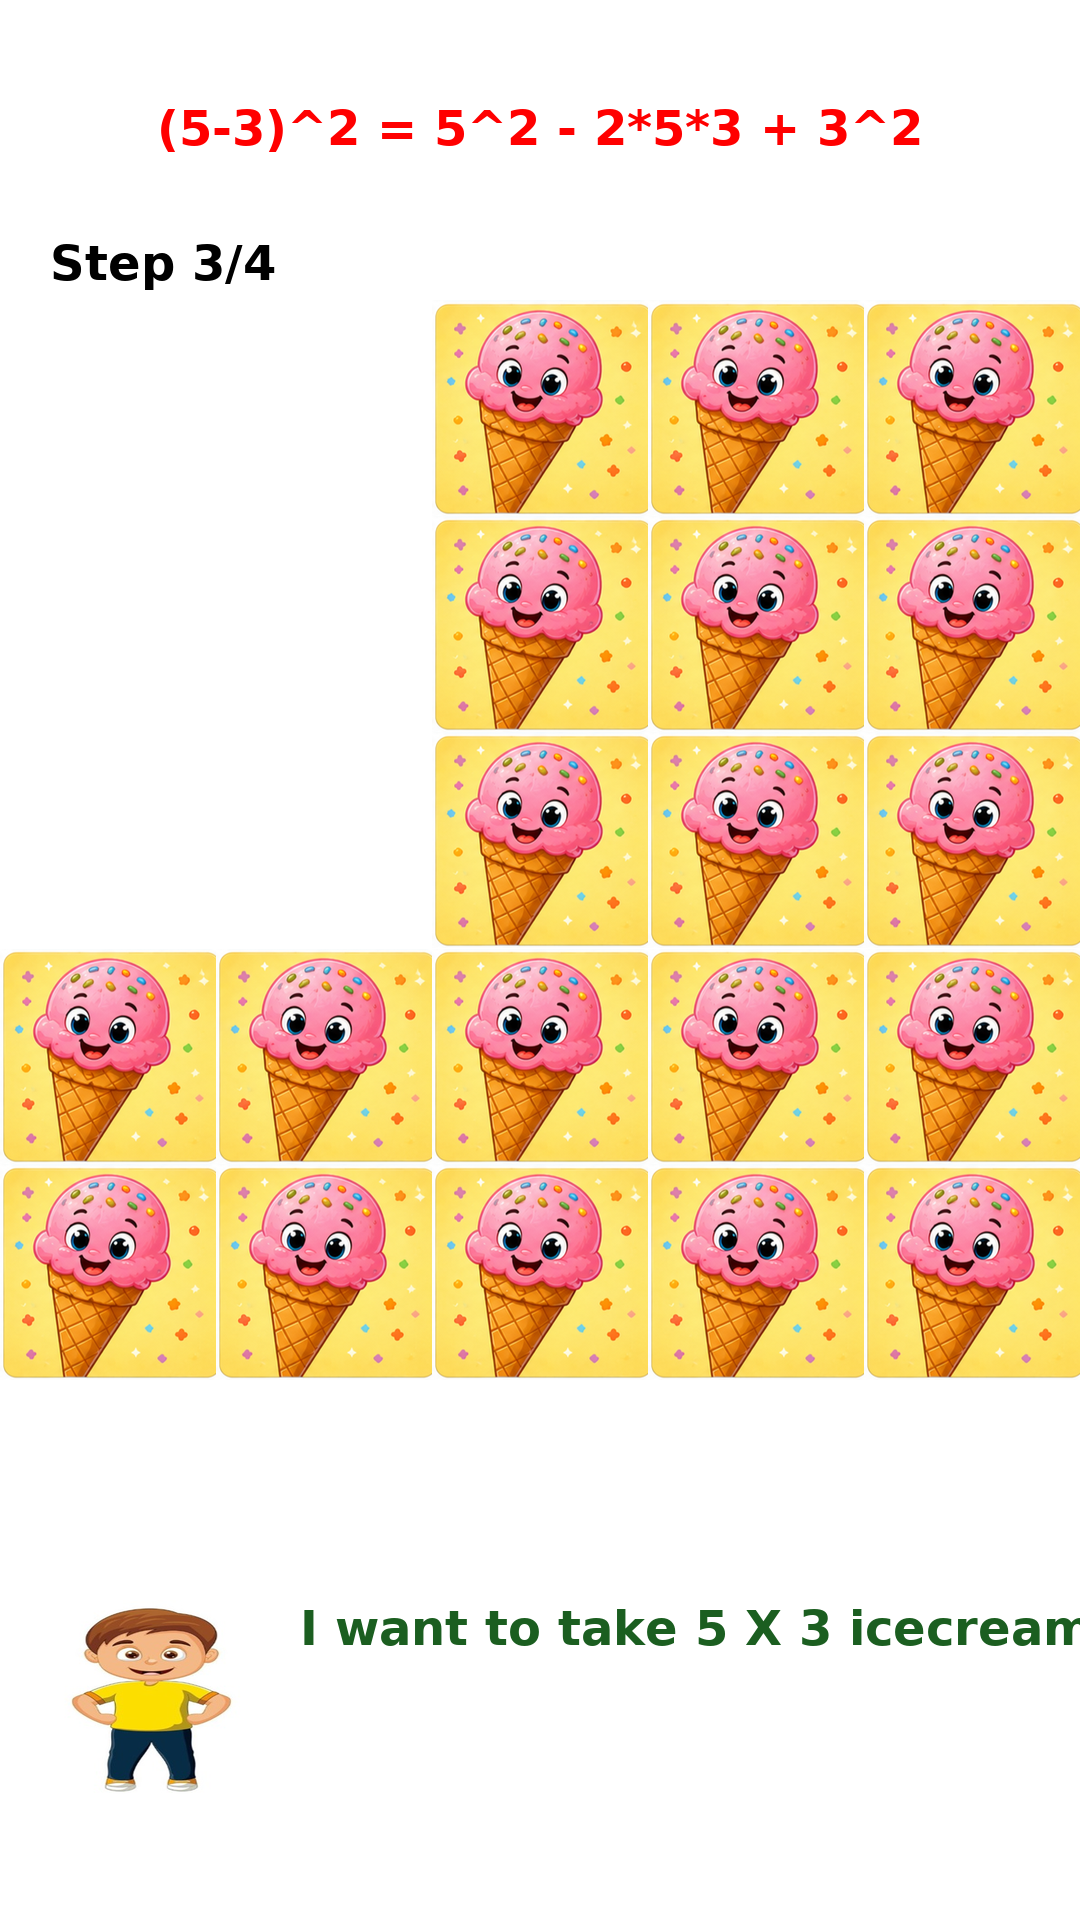 (5-3)^2 = 5^2 - 2*5*3 + 3^2
Step 3/4
I want to take 5 X 3 icecream